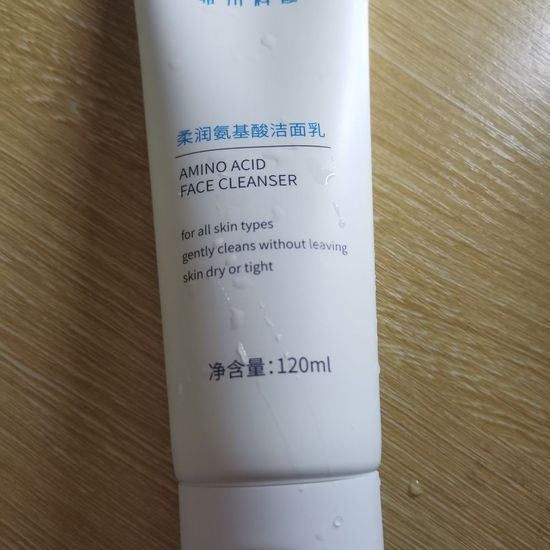 柔润氨基酸洁面乳
AMINO ACID
FACE CLEANSER
for all skin types
gently cleans without leaving
skin dry or tight
净含量:120ml